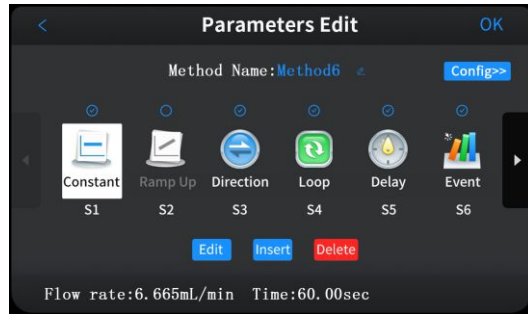 < Parameters Edit OK
Method Name:Method6 Config>>
Constant Ramp Up Direction Loop Delay Event
S1 S2 S3 S4 S5 S6
Edit Insert Delete
Flow rate:6.665mL/min Time:60.00sec